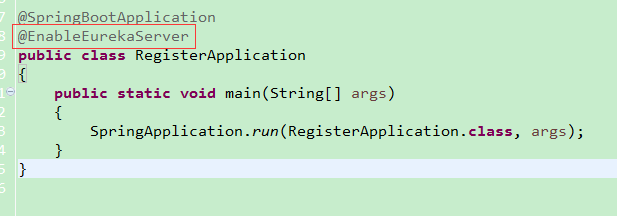 @SpringBootApplication
@EnableEurekaServer
public class RegisterApplication
{
public static void main(String[] args)
{
SpringApplication.run(RegisterApplication.class, args);
}
}